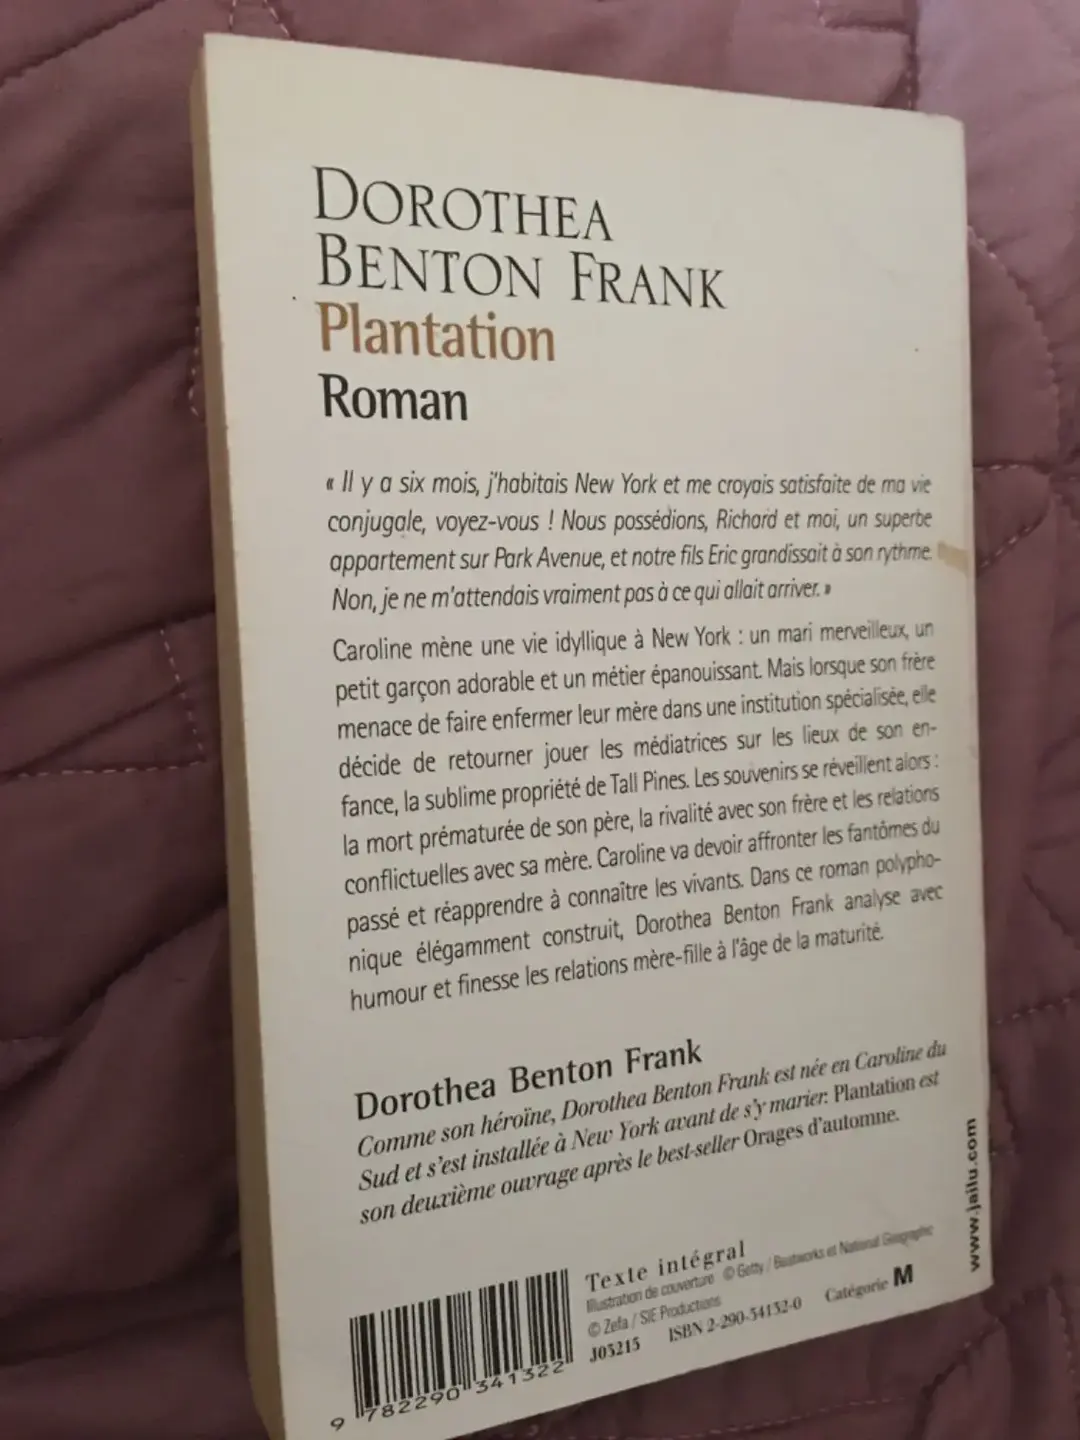 DOROTHEA
BENTON FRANK
Plantation
Roman
« Il y a six mois, j'habitais New York et me croyais satisfaite de ma vie
conjugale, voyez-vous ! Nous possédions, Richard et moi, un superbe
appartement sur Park Avenue, et notre fils Eric grandissait à son rythme.
Non, je ne m'attendais vraiment pas à ce qui allait arriver. »
Caroline mène une vie idyllique à New York : un mari merveilleux, un
petit garçon adorable et un métier épanouissant. Mais lorsque son frère
menace de faire enfermer leur mère dans une institution spécialisée, elle
décide de retourner jouer les médiatrices sur les lieux de son en-
fance, la sublime propriété de Tall Pines. Les souvenirs se réveillent alors :
la mort prématurée de son père, la rivalité avec son frère et les relations
conflictuelles avec sa mère. Caroline va devoir affronter les fantômes du
passé et réapprendre à connaître les vivants. Dans ce roman polypho-
nique élégamment construit, Dorothea Benton Frank analyse avec
humour et finesse les relations mère-fille à l'âge de la maturité.
Dorothea Benton Frank
Comme son héroïne, Dorothea Benton Frank est née en Caroline du
Sud et s'est installée à New York avant de s'y marier. Plantation est
son deuxième ouvrage après le best-seller Orages d'automne.
www.jailu.com
Texte intégral
Illustration de couverture © Getty / Bestworks et National Geographic
© Zefa / SIE Productions
J05215 ISBN 2-290-34132-0 Catégorie M
9 782290 341322